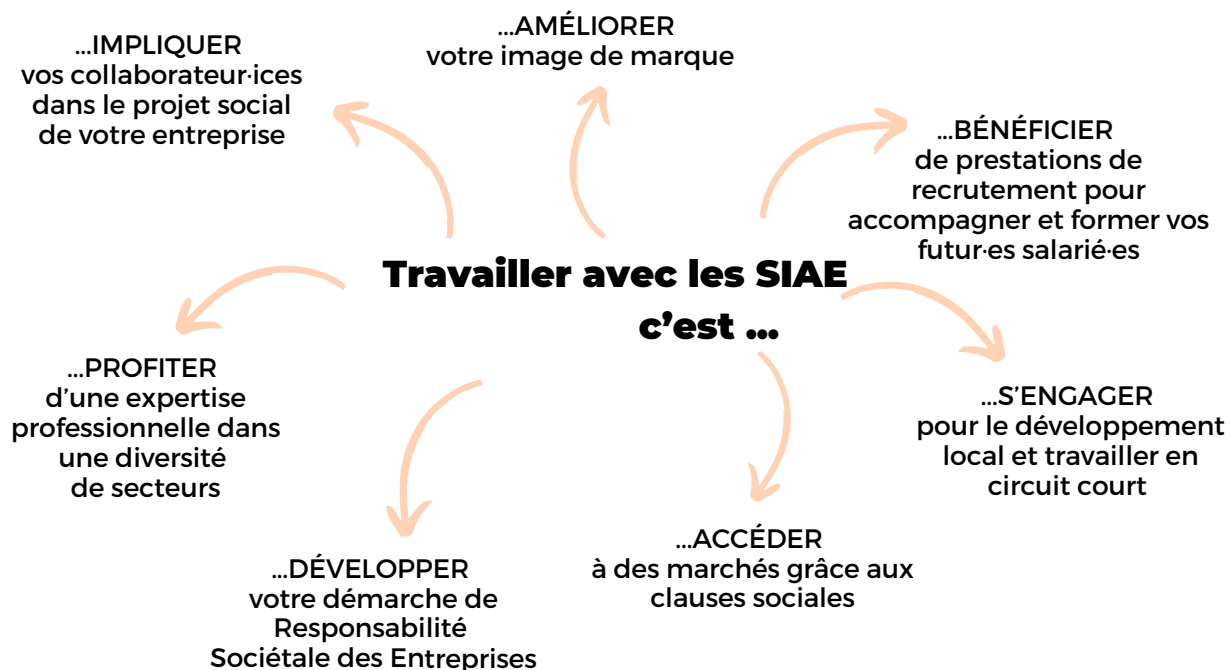 ...AMÉLIORER
votre image de marque
...IMPLIQUER
vos collaborateur·ices
dans le projet social
de votre entreprise
...BÉNÉFICIER
de prestations de
recrutement pour
accompagner et former vos
futur·es salarié·es
Travailler avec les SIAE
c’est ...
...PROFITER
d’une expertise
professionnelle dans
une diversité
de secteurs
...S’ENGAGER
pour le développement
local et travailler en
circuit court
...DÉVELOPPER
votre démarche de
Responsabilité
Sociétale des Entreprises
...ACCÉDER
à des marchés grâce aux
clauses sociales